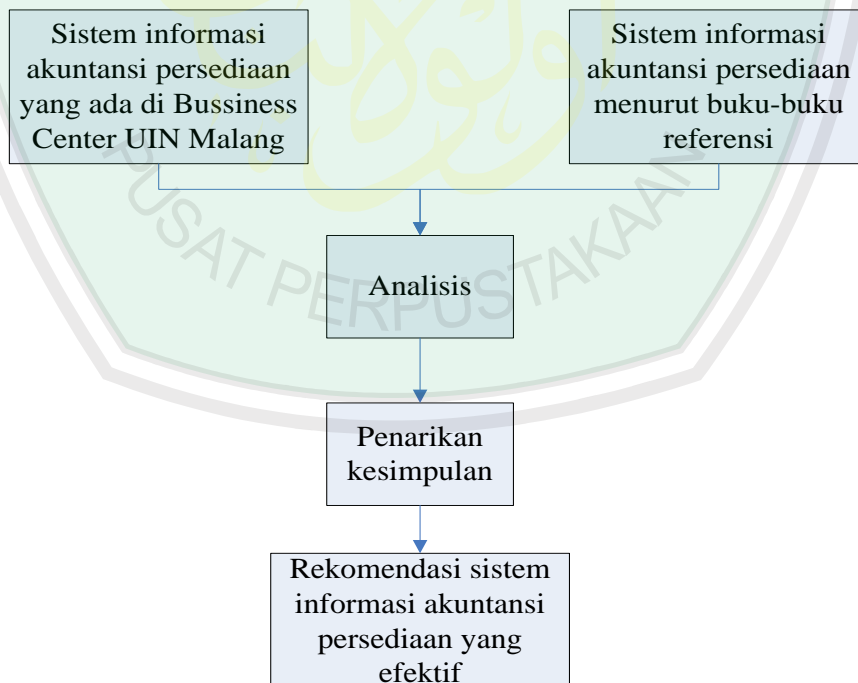 Sistem informasi
akuntansi persediaan
yang ada di Bussiness
Center UIN Malang
Sistem informasi
akuntansi persediaan
menurut buku-buku
referensi
PUSAT PERPUSTAKAAN
Analisis
Penarikan
kesimpulan
Rekomendasi sistem
informasi akuntansi
persediaan yang
efektif